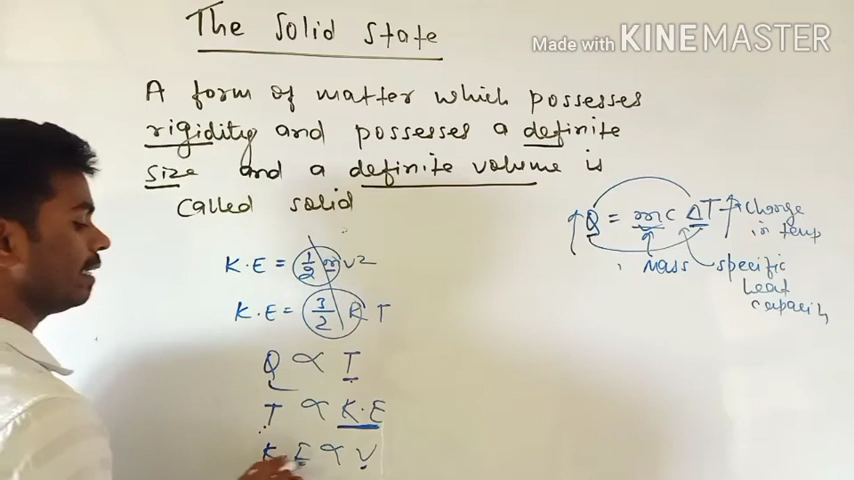 The Solid State
Made with KINEMASTER
A form of matter which possesses
rigidity and possesses a definite
size and a definite volume is
called solid
↑Q = mc ΔT ↑ Change
in temp
mass specific
heat
capacity
K.E = 1/2 m v2
K.E = 3/2 R T
Q ∝ T
T ∝ K.E
K.E ∝ V